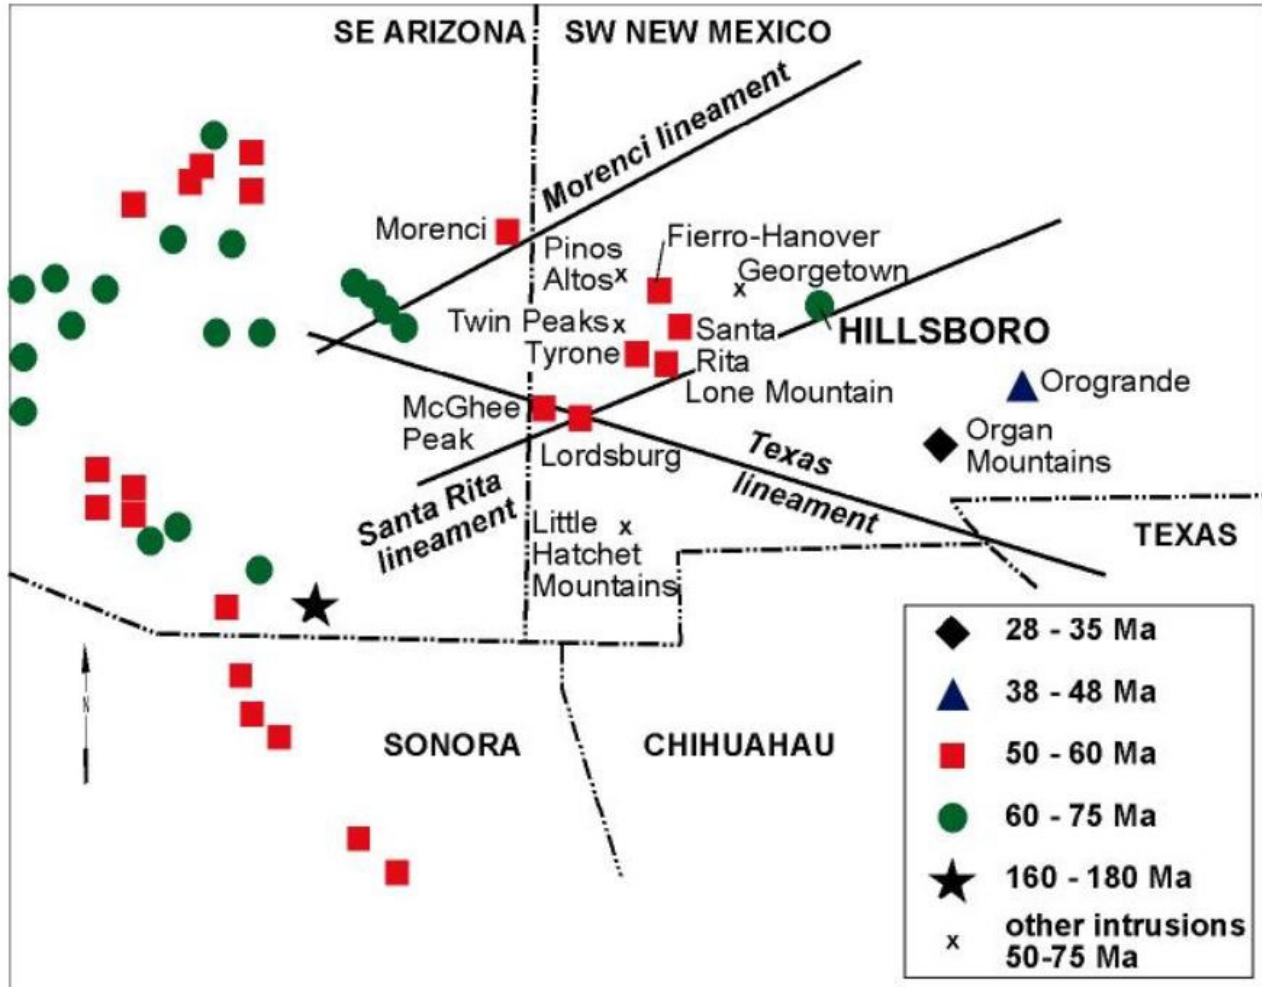 SE ARIZONA
SW NEW MEXICO
Morenci lineament
Morenci
Pinos
Altos x
Fierro-Hanover
Georgetown
x
Twin Peaks x
Tyrone
Santa
Rita
HILLSBORO
Lone Mountain
Orogrande
McGhee
Peak
Lordsburg
Organ
Mountains
Texas
lineament
Santa Rita
lineament
Little x
Hatchet
Mountains
TEXAS
N
SONORA
CHIHUAHAU
28 - 35 Ma
38 - 48 Ma
50 - 60 Ma
60 - 75 Ma
160 - 180 Ma
x other intrusions
50-75 Ma